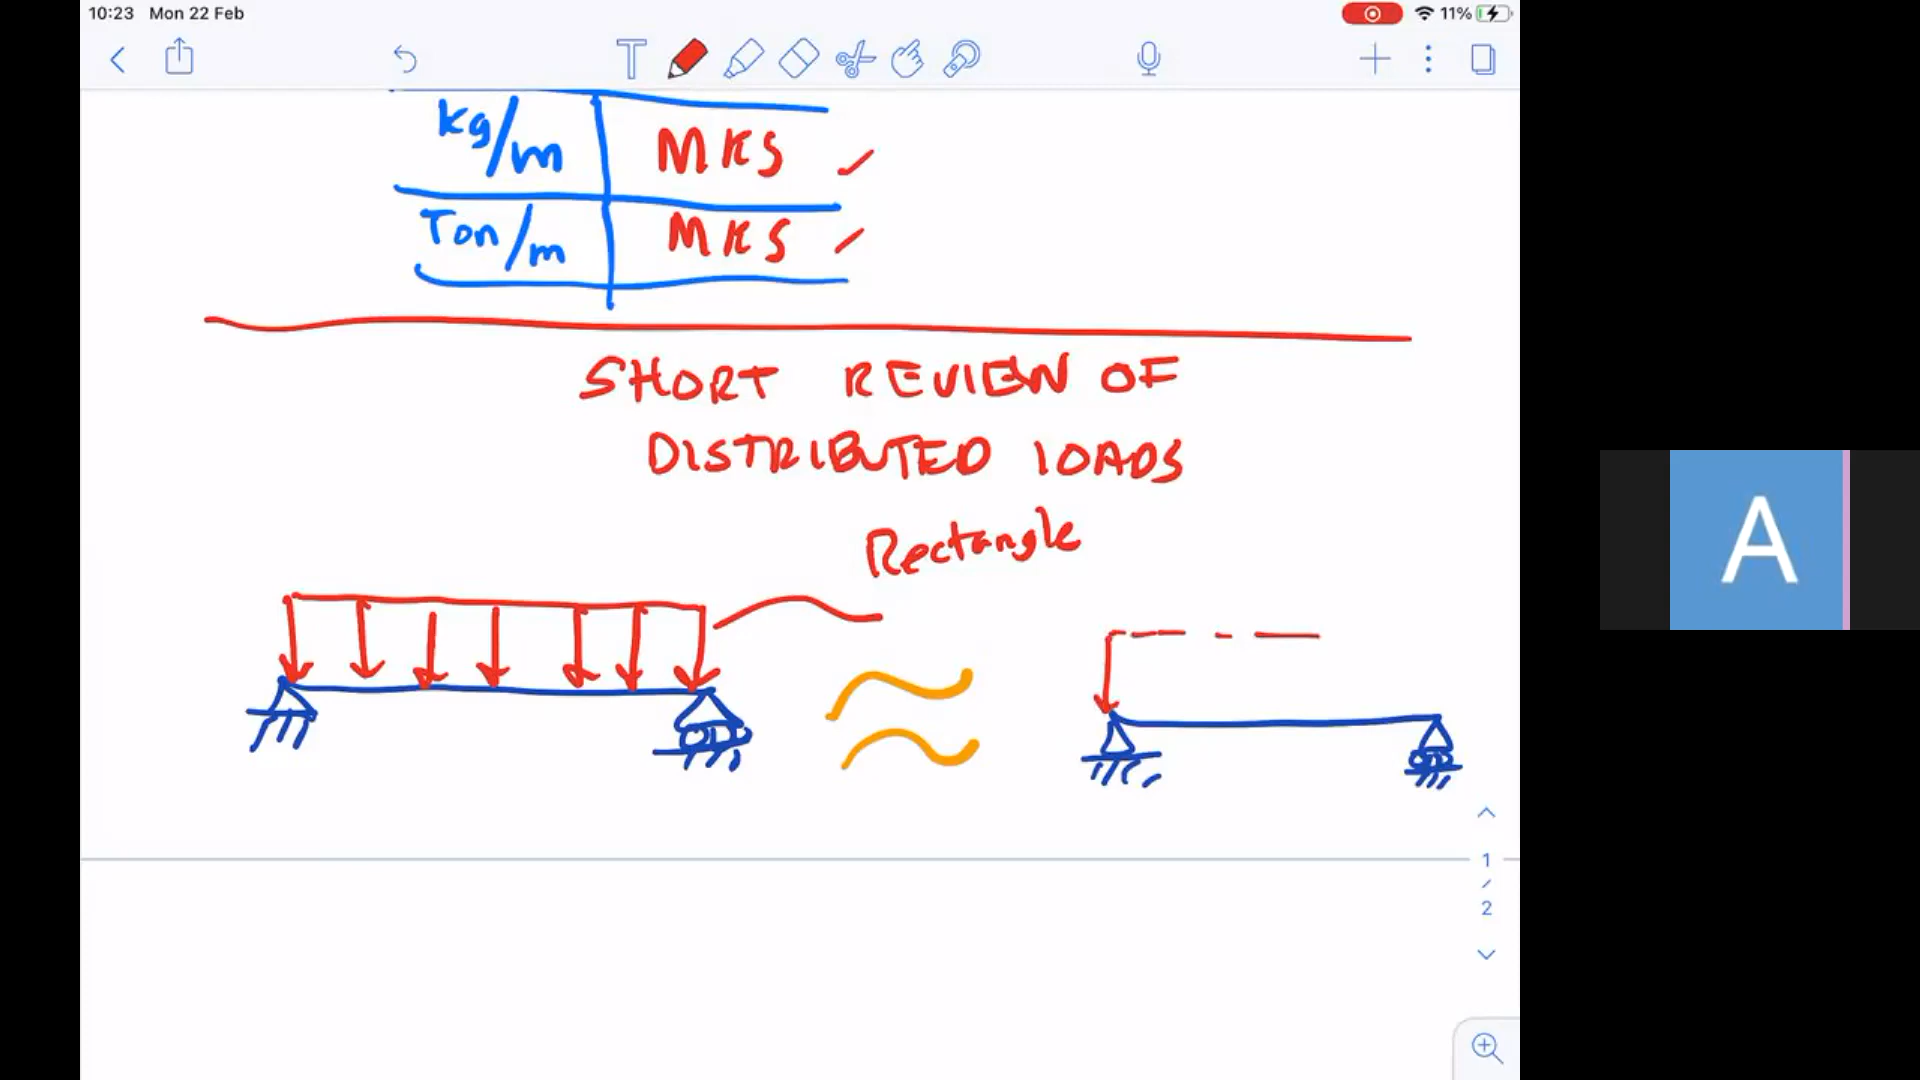 10:23 Mon 22 Feb 11%
T
Kg/m MKS
Ton/m MKS
SHORT REVIEW OF
DISTRIBUTED LOADS
Rectangle
A
1
/
2